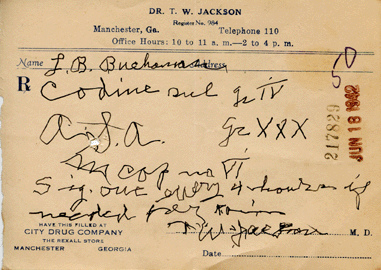 DR. T. W. JACKSON
Register No. 984
Manchester, Ga. Telephone 110
Office Hours: 10 to 11 a. m.—2 to 4 p. m.
Name L. B. Buchanan Address
R Codine sul gr IV
A.S.A. gr XXX
M cap no VI
Sig. one every 4 hours if
needed for pain
T W Jackson M. D.
HAVE THIS FILLED AT
CITY DRUG COMPANY
THE REXALL STORE
MANCHESTER GEORGIA
Date
217829
JUN 18 1942